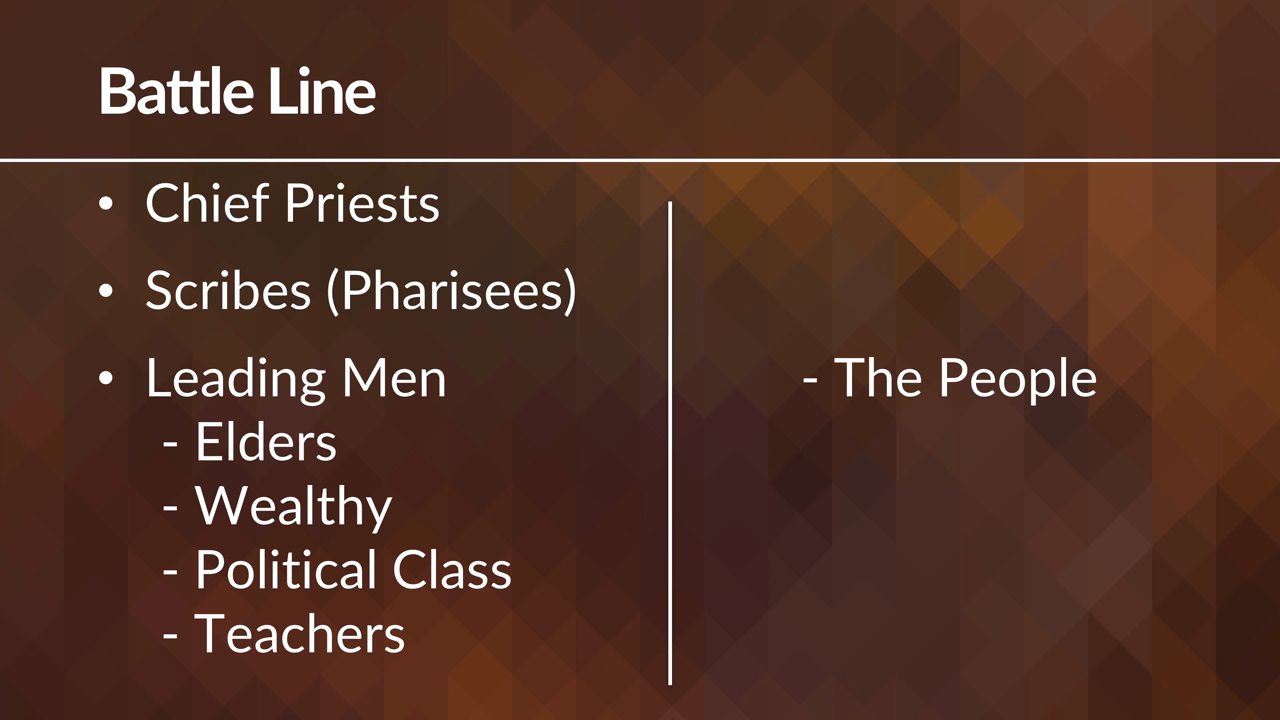 Battle Line
• Chief Priests
• Scribes (Pharisees)
• Leading Men
- Elders
- Wealthy
- Political Class
- Teachers
- The People